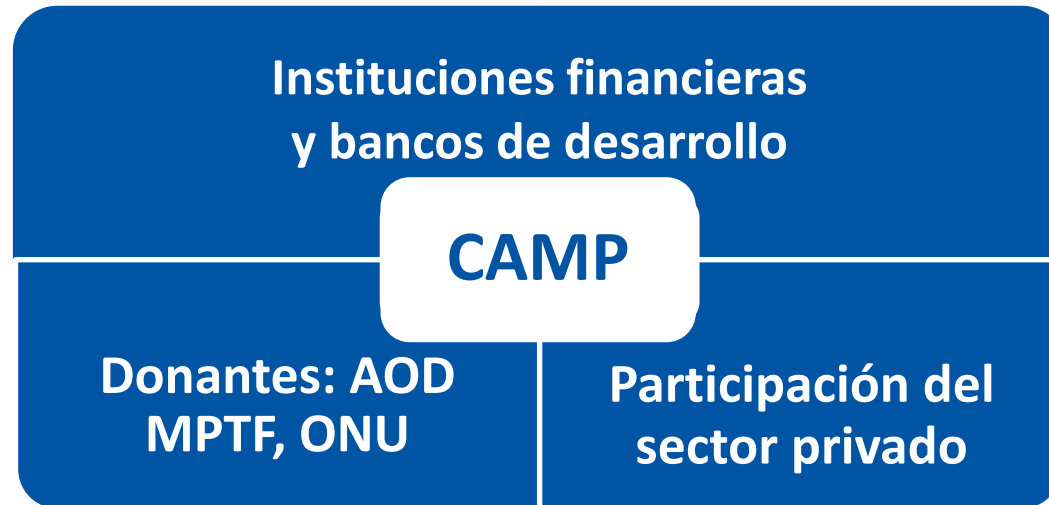 Instituciones financieras
y bancos de desarrollo
CAMP
Donantes: AOD
MPTF, ONU
Participación del
sector privado